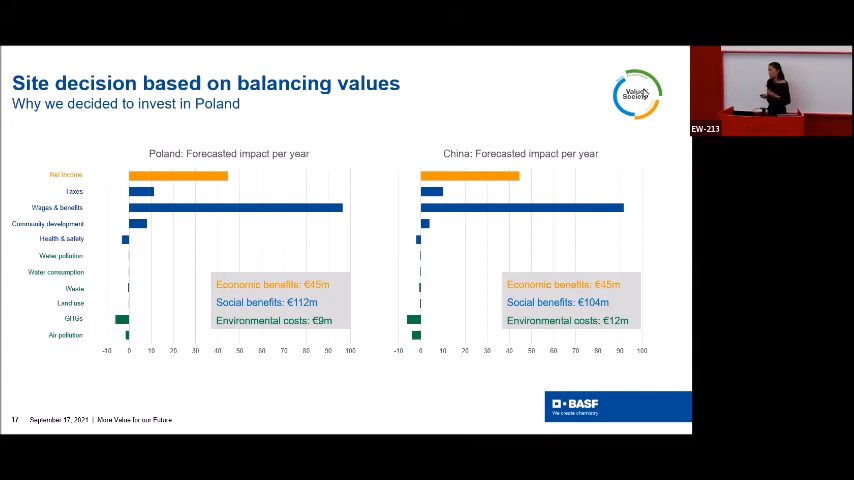 Site decision based on balancing values
Why we decided to invest in Poland
Value
Society
EW-213
Poland: Forecasted impact per year
China: Forecasted impact per year
Net income
Taxes
Wages & benefits
Community development
Health & safety
Water pollution
Water consumption
Waste
Land use
GHGs
Air pollution
Economic benefits: €45m
Social benefits: €112m
Environmental costs: €9m
Economic benefits: €45m
Social benefits: €104m
Environmental costs: €12m
-10 0 10 20 30 40 50 60 70 80 90 100
-10 0 10 20 30 40 50 60 70 80 90 100
BASF
We create chemistry
17 September 17, 2021 | More Value for our Future